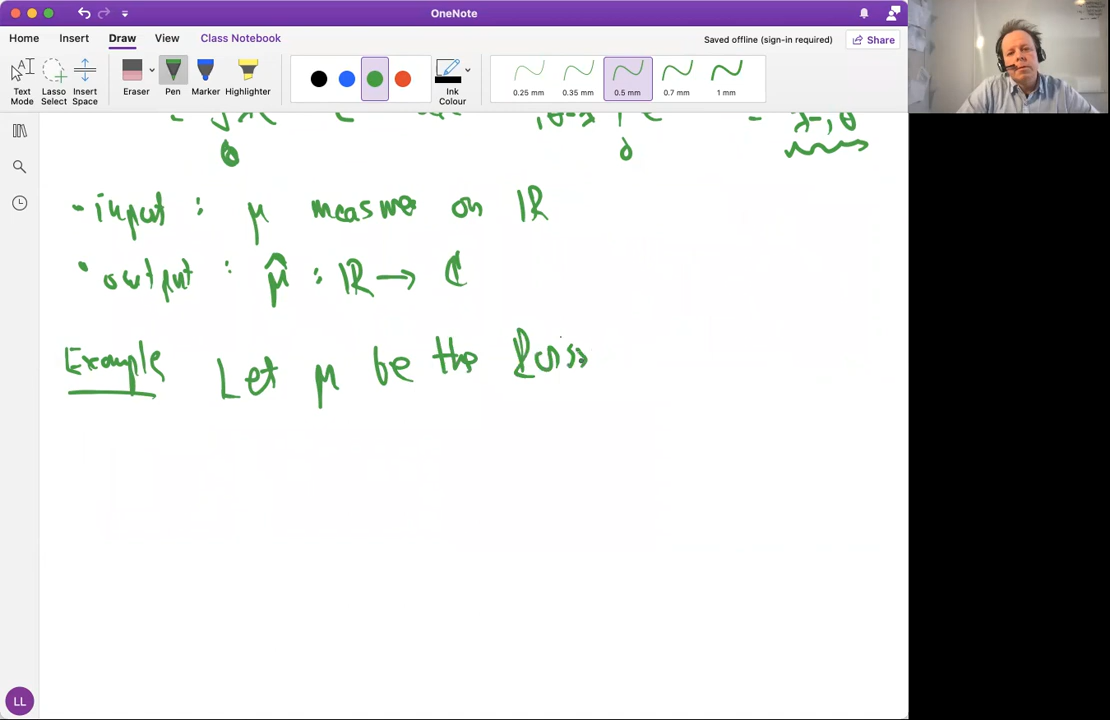 OneNote
Home Insert Draw View Class Notebook
Saved offline (sign-in required) Share
Text Mode Lasso Select Insert Space Eraser Pen Marker Highlighter Ink Colour 0.25 mm 0.35 mm 0.5 mm 0.7 mm 1 mm
• input : μ measure on ℝ
• output : μ̂ : ℝ → ℂ
Example Let μ be the Poiss
LL